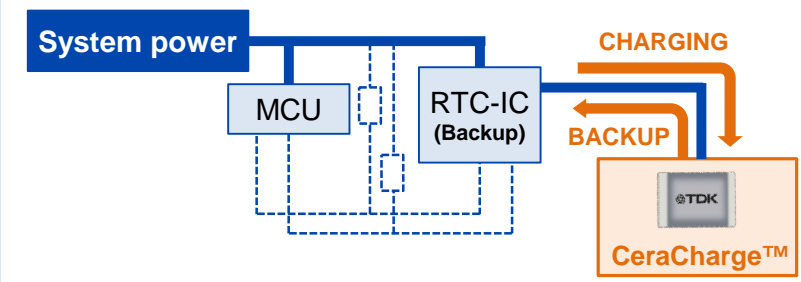 System power
CHARGING
MCU
RTC-IC
(Backup)
BACKUP
TDK
CeraCharge™